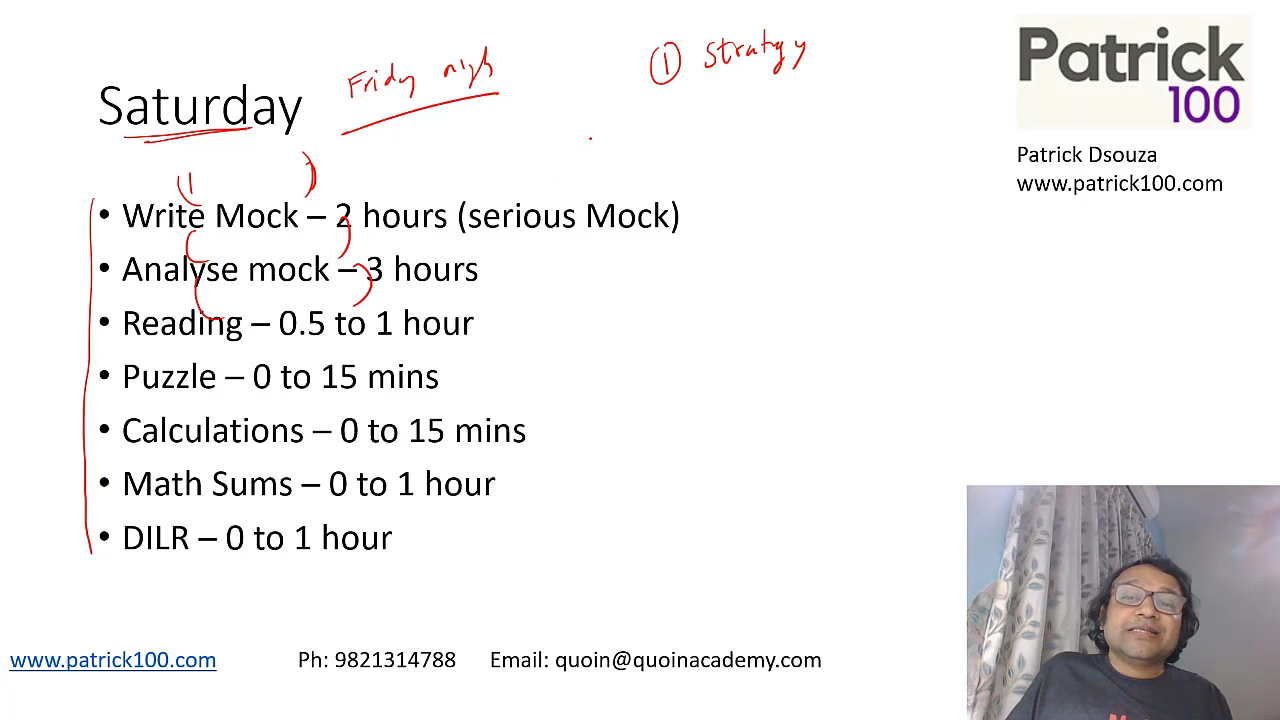 Friday nigh
① Strategy
Patrick
100
Saturday
Patrick Dsouza
www.patrick100.com
• Write Mock – 2 hours (serious Mock)
• Analyse mock – 3 hours
• Reading – 0.5 to 1 hour
• Puzzle – 0 to 15 mins
• Calculations – 0 to 15 mins
• Math Sums – 0 to 1 hour
• DILR – 0 to 1 hour
www.patrick100.com Ph: 9821314788 Email: quoin@quoinacademy.com